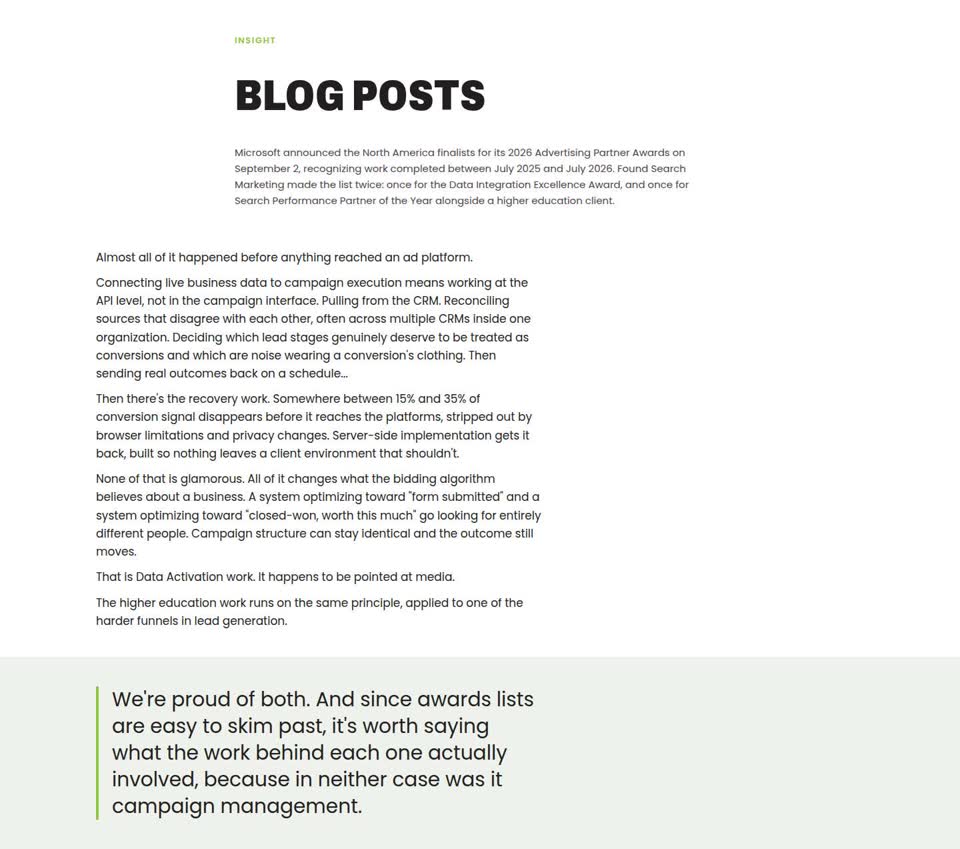 INSIGHT
BLOG POSTS
Microsoft announced the North America finalists for its 2026 Advertising Partner Awards on
September 2, recognizing work completed between July 2025 and July 2026. Found Search
Marketing made the list twice: once for the Data Integration Excellence Award, and once for
Search Performance Partner of the Year alongside a higher education client.
Almost all of it happened before anything reached an ad platform.
Connecting live business data to campaign execution means working at the
API level, not in the campaign interface. Pulling from the CRM. Reconciling
sources that disagree with each other, often across multiple CRMs inside one
organization. Deciding which lead stages genuinely deserve to be treated as
conversions and which are noise wearing a conversion's clothing. Then
sending real outcomes back on a schedule...
Then there's the recovery work. Somewhere between 15% and 35% of
conversion signal disappears before it reaches the platforms, stripped out by
browser limitations and privacy changes. Server-side implementation gets it
back, built so nothing leaves a client environment that shouldn't.
None of that is glamorous. All of it changes what the bidding algorithm
believes about a business. A system optimizing toward "form submitted" and a
system optimizing toward "closed-won, worth this much" go looking for entirely
different people. Campaign structure can stay identical and the outcome still
moves.
That is Data Activation work. It happens to be pointed at media.
The higher education work runs on the same principle, applied to one of the
harder funnels in lead generation.
We're proud of both. And since awards lists
are easy to skim past, it's worth saying
what the work behind each one actually
involved, because in neither case was it
campaign management.